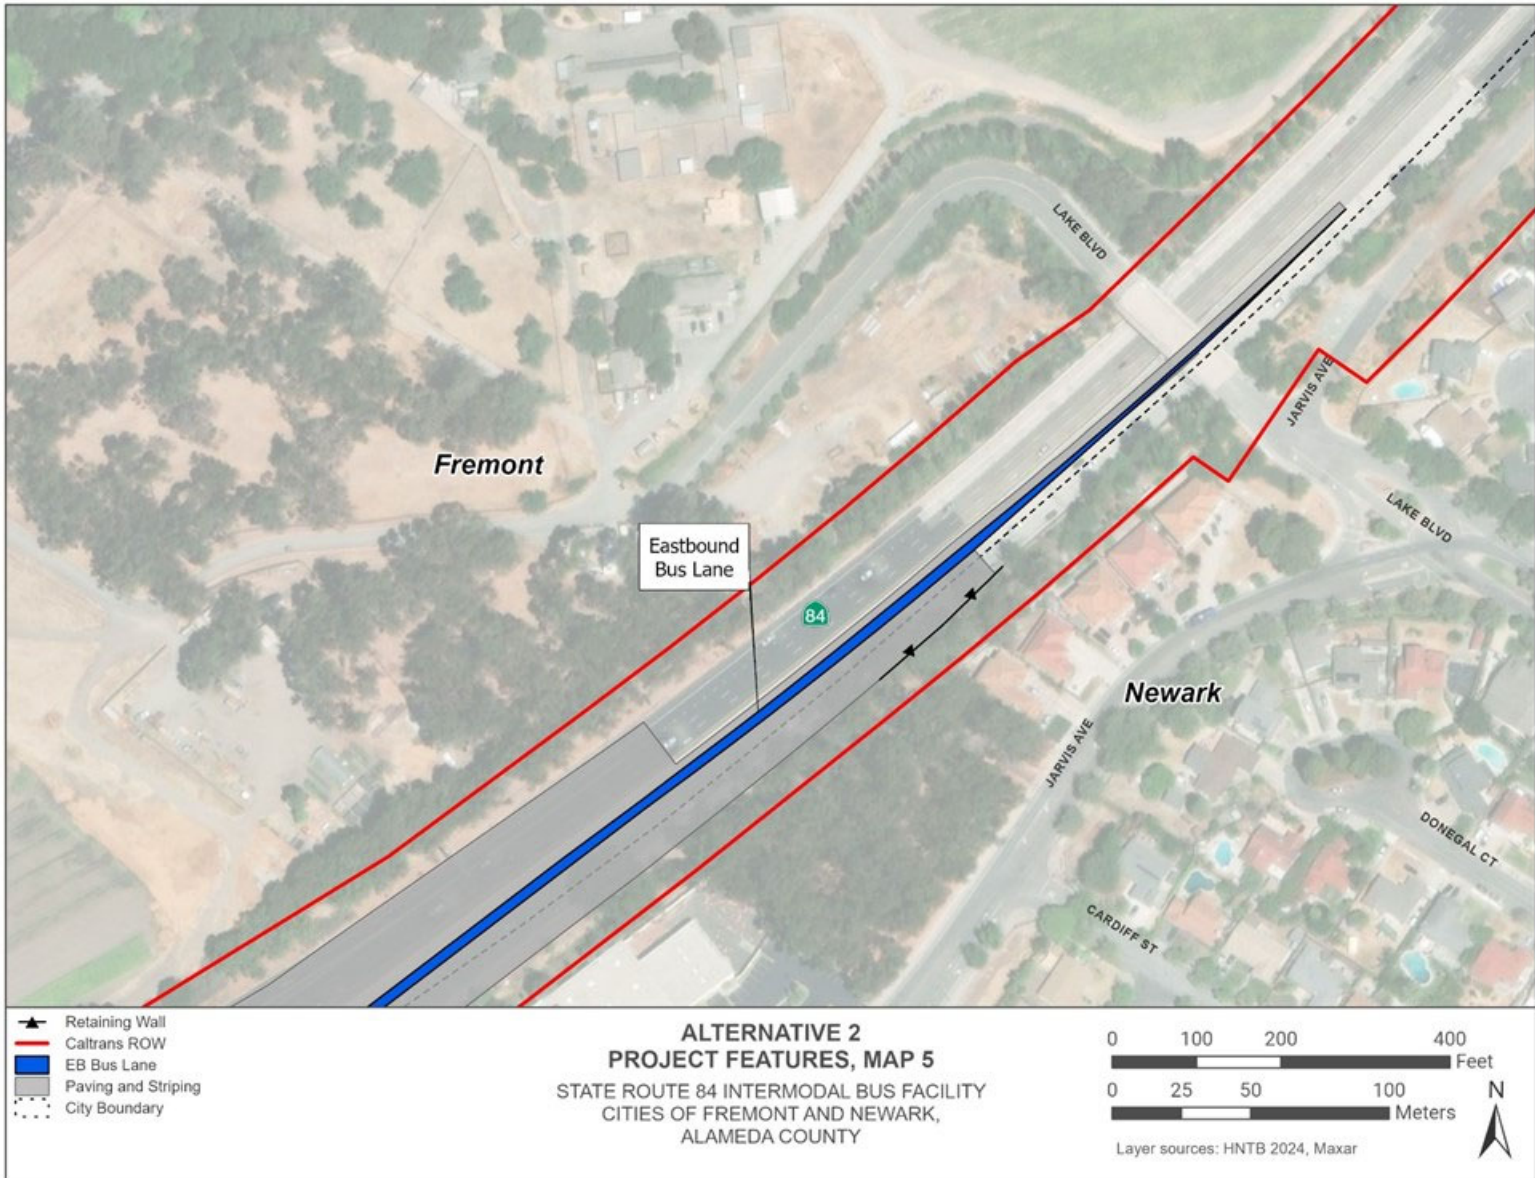 LAKE BLVD
JARVIS AVE
Fremont
LAKE BLVD
Eastbound
Bus Lane
84
Newark
JARVIS AVE
DONEGAL CT
CARDIFF ST
Retaining Wall
Caltrans ROW
EB Bus Lane
Paving and Striping
City Boundary
ALTERNATIVE 2
PROJECT FEATURES, MAP 5
STATE ROUTE 84 INTERMODAL BUS FACILITY
CITIES OF FREMONT AND NEWARK,
ALAMEDA COUNTY
0 100 200 400
Feet
0 25 50 100
Meters
N
Layer sources: HNTB 2024, Maxar